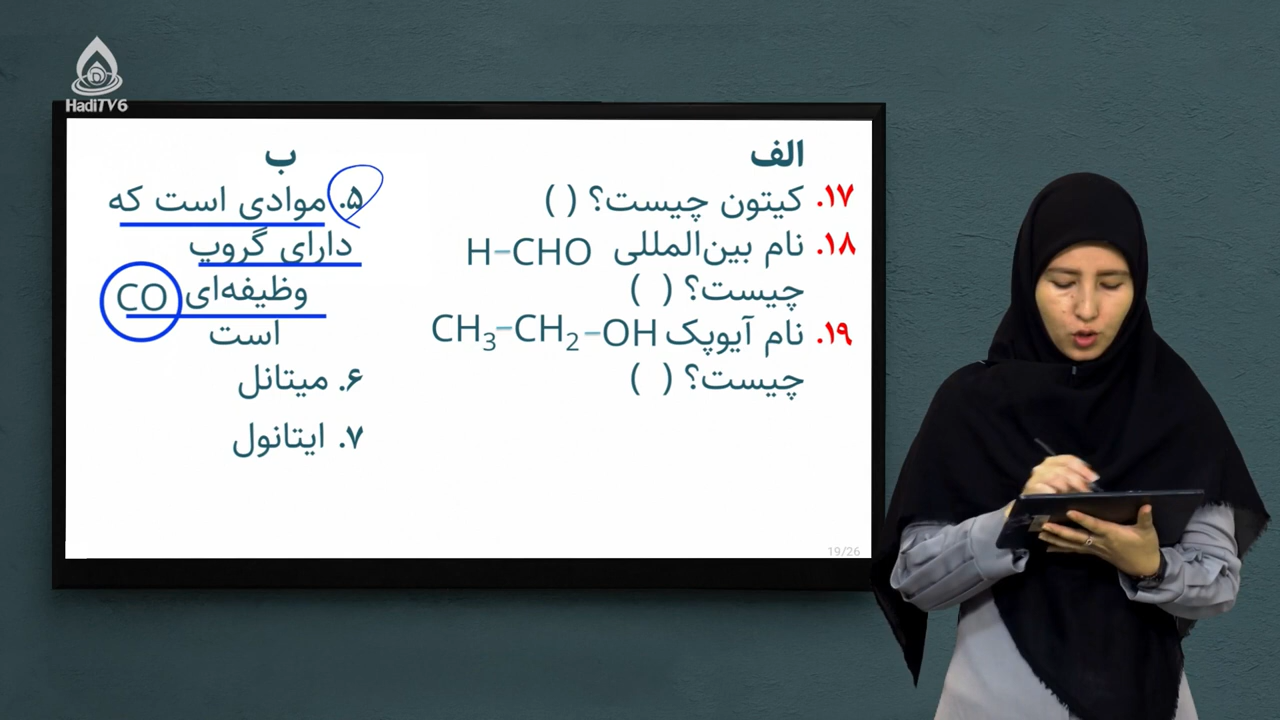 HadiTV6
الف
۱۷. کیتون چیست؟ ( )
۱۸. نام بین‌المللی H-CHO
چیست؟ ( )
۱۹. نام آیوپک CH₃-CH₂-OH
چیست؟ ( )
ب
۵. موادی است که
دارای گروپ
وظیفه‌ای CO
است
۶. میتانل
۷. ایتانول
19/26